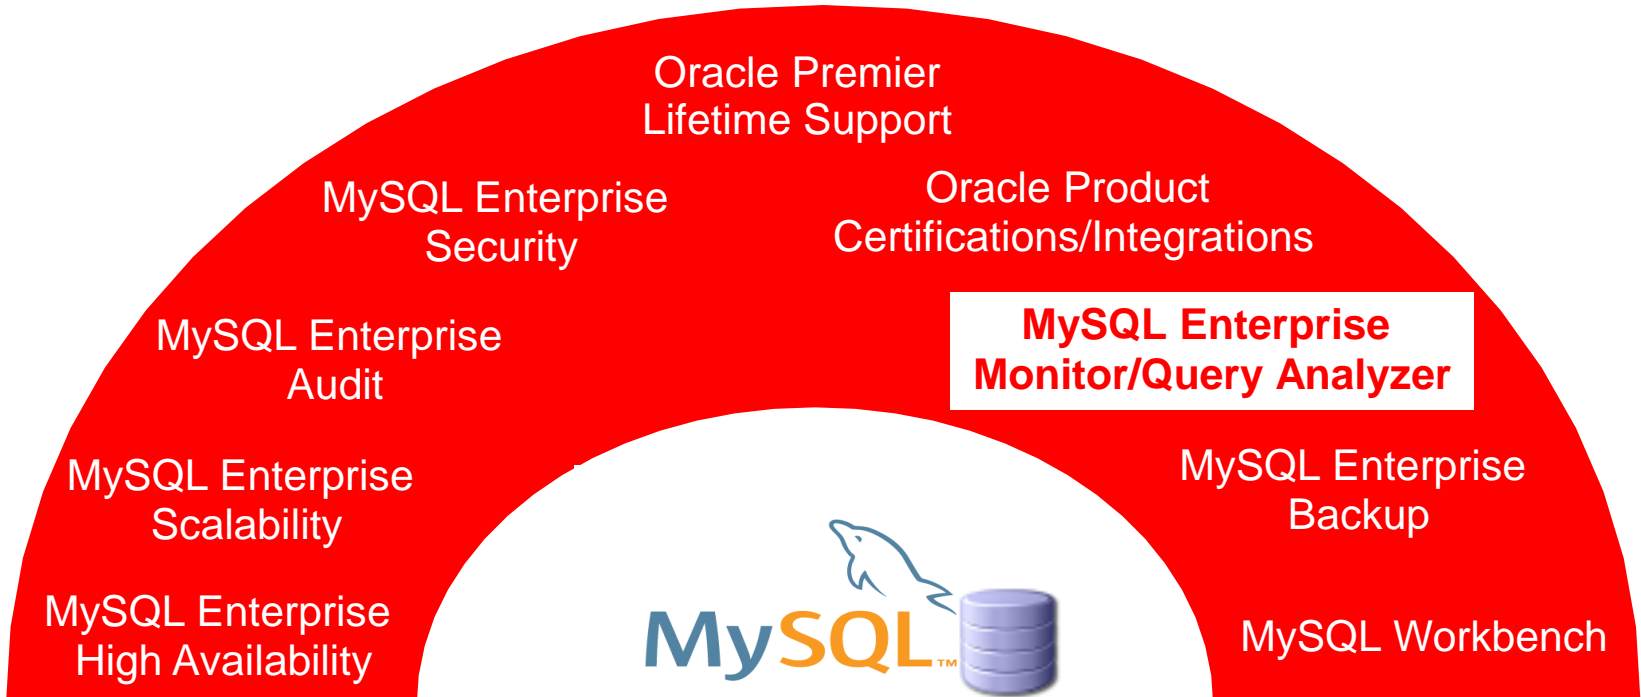 Oracle Premier
Lifetime Support
MySQL Enterprise
Security
Oracle Product
Certifications/Integrations
MySQL Enterprise
Audit
MySQL Enterprise
Monitor/Query Analyzer
MySQL Enterprise
Scalability
MySQL Enterprise
Backup
MySQL Enterprise
High Availability
MySQL™
MySQL Workbench